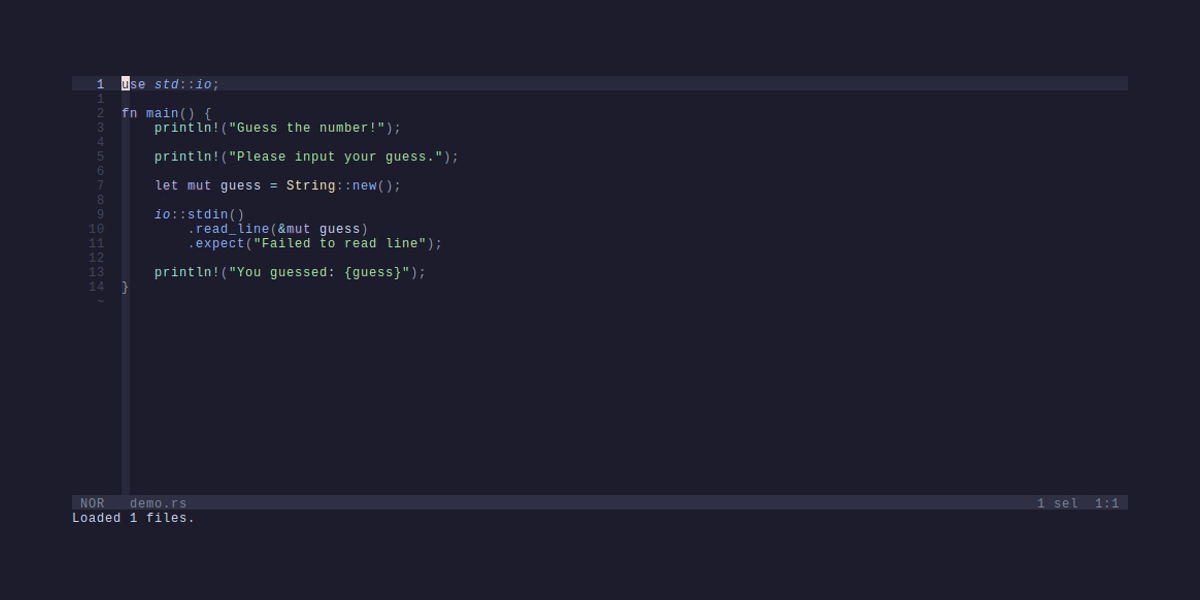 1 use std::io;
1
2 fn main() {
3     println!("Guess the number!");
4
5     println!("Please input your guess.");
6
7     let mut guess = String::new();
8
9     io::stdin()
10         .read_line(&mut guess)
11         .expect("Failed to read line");
12
13     println!("You guessed: {guess}");
14 }
~
NOR   demo.rs   1 sel  1:1
Loaded 1 files.